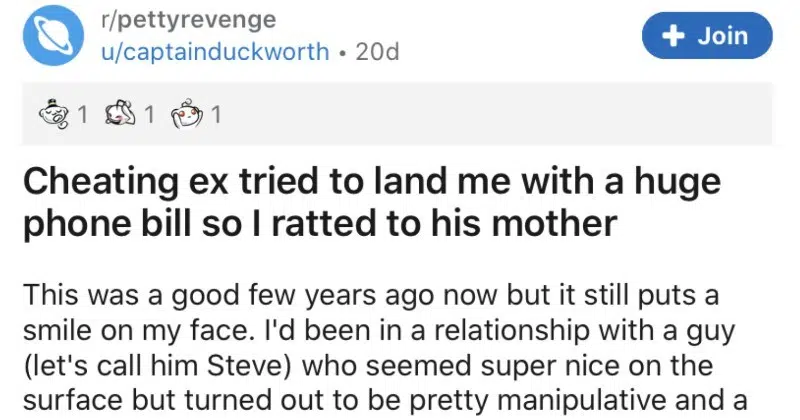 r/pettyrevenge
u/captainduckworth • 20d
+ Join
1 1 1
Cheating ex tried to land me with a huge
phone bill so I ratted to his mother
This was a good few years ago now but it still puts a
smile on my face. I'd been in a relationship with a guy
(let's call him Steve) who seemed super nice on the
surface but turned out to be pretty manipulative and a